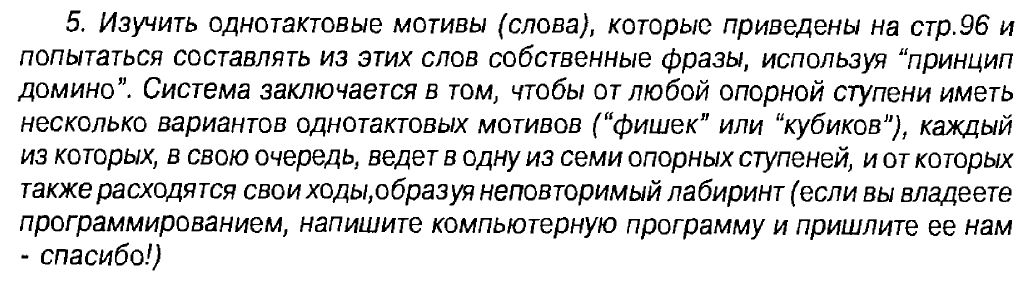 5. Изучить однотактовые мотивы (слова), которые приведены на стр.96 и
попытаться составлять из этих слов собственные фразы, используя "принцип
домино". Система заключается в том, чтобы от любой опорной ступени иметь
несколько вариантов однотактовых мотивов ("фишек" или "кубиков"), каждый
из которых, в свою очередь, ведет в одну из семи опорных ступеней, и от которых
также расходятся свои ходы,образуя неповторимый лабиринт (если вы владеете
программированием, напишите компьютерную программу и пришлите ее нам
- спасибо!)